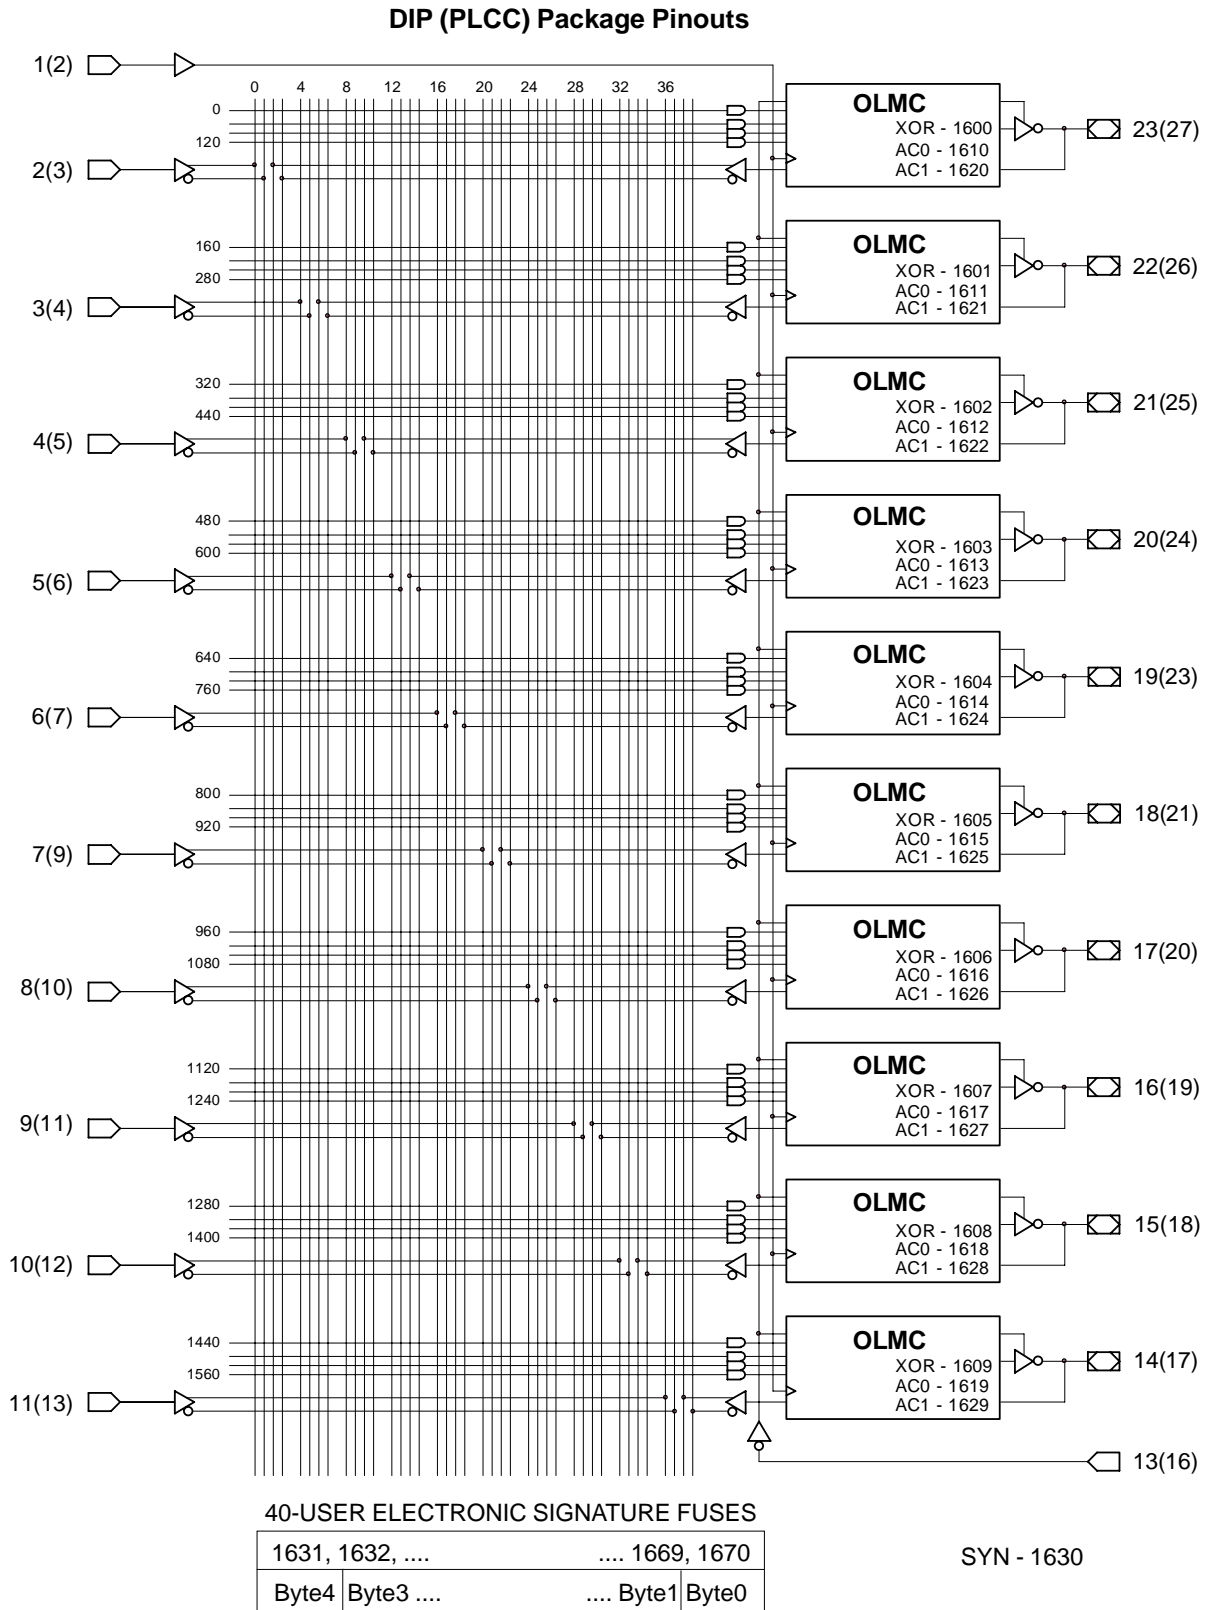 DIP (PLCC) Package Pinouts
1(2)
0 4 8 12 16 20 24 28 32 36
0
120
2(3)
OLMC
XOR - 1600
AC0 - 1610
AC1 - 1620
23(27)
160
280
3(4)
OLMC
XOR - 1601
AC0 - 1611
AC1 - 1621
22(26)
320
440
4(5)
OLMC
XOR - 1602
AC0 - 1612
AC1 - 1622
21(25)
480
600
5(6)
OLMC
XOR - 1603
AC0 - 1613
AC1 - 1623
20(24)
640
760
6(7)
OLMC
XOR - 1604
AC0 - 1614
AC1 - 1624
19(23)
800
920
7(9)
OLMC
XOR - 1605
AC0 - 1615
AC1 - 1625
18(21)
960
1080
8(10)
OLMC
XOR - 1606
AC0 - 1616
AC1 - 1626
17(20)
1120
1240
9(11)
OLMC
XOR - 1607
AC0 - 1617
AC1 - 1627
16(19)
1280
1400
10(12)
OLMC
XOR - 1608
AC0 - 1618
AC1 - 1628
15(18)
1440
1560
11(13)
OLMC
XOR - 1609
AC0 - 1619
AC1 - 1629
14(17)
13(16)
40-USER ELECTRONIC SIGNATURE FUSES
1631, 1632, .... .... 1669, 1670
Byte4 Byte3 .... .... Byte1 Byte0
SYN - 1630